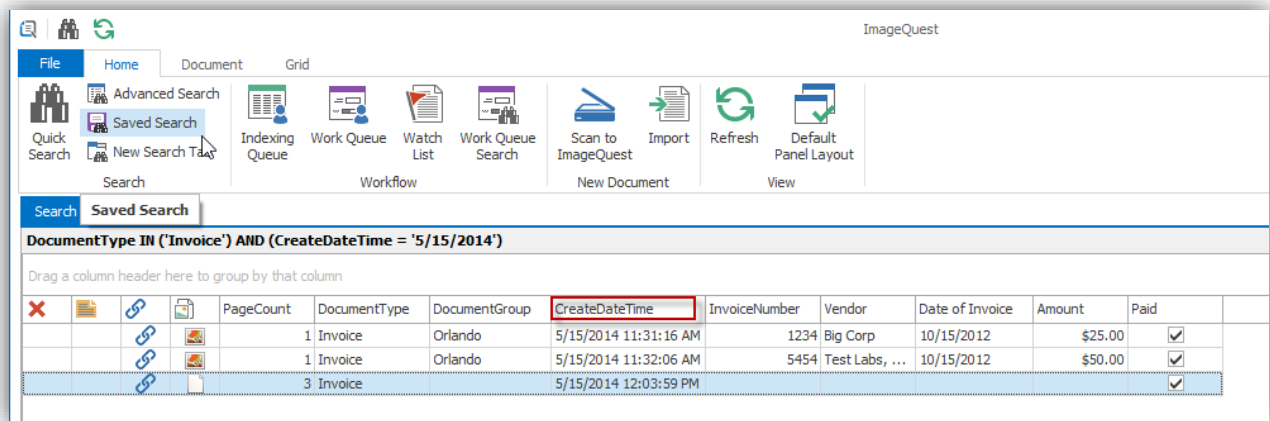 ImageQuest
File Home Document Grid
Quick Search
Advanced Search
Saved Search
New Search Tab
Indexing Queue
Work Queue
Watch List
Work Queue Search
Scan to ImageQuest
Import
Refresh
Default Panel Layout
Search Workflow New Document View
Search
Saved Search
DocumentType IN ('Invoice') AND (CreateDateTime = '5/15/2014')
Drag a column header here to group by that column
PageCount DocumentType DocumentGroup CreateDateTime InvoiceNumber Vendor Date of Invoice Amount Paid
1 Invoice Orlando 5/15/2014 11:31:16 AM 1234 Big Corp 10/15/2012 $25.00
1 Invoice Orlando 5/15/2014 11:32:06 AM 5454 Test Labs, ... 10/15/2012 $50.00
3 Invoice 5/15/2014 12:03:59 PM